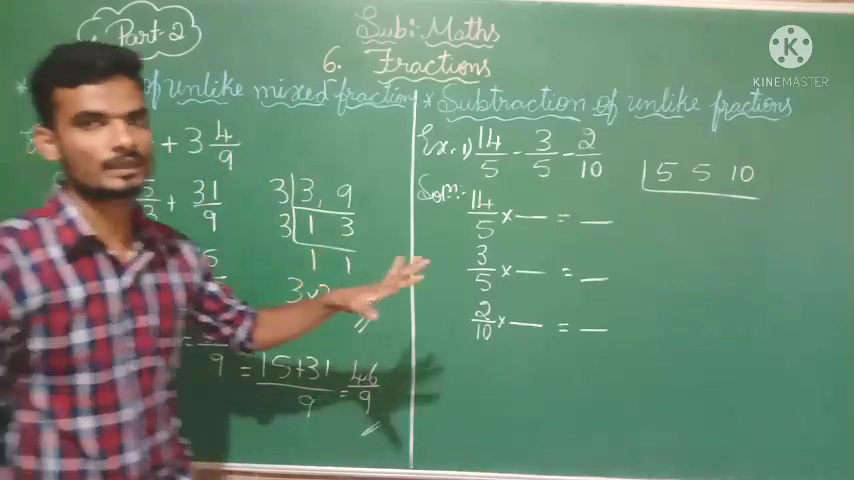 Part-2
Sub: Maths
6. Fractions
of unlike mixed fraction
+ 3 4/9
31/9
3 | 3, 9
3 | 1 3
1 1
= 15+31/9 = 46/9
* Subtraction of unlike fractions
Ex: 1) 14/5 - 3/5 - 2/10
5 5 10
Som:-
14/5 × — = —
3/5 × — = —
2/10 × — = —
KINEMASTER